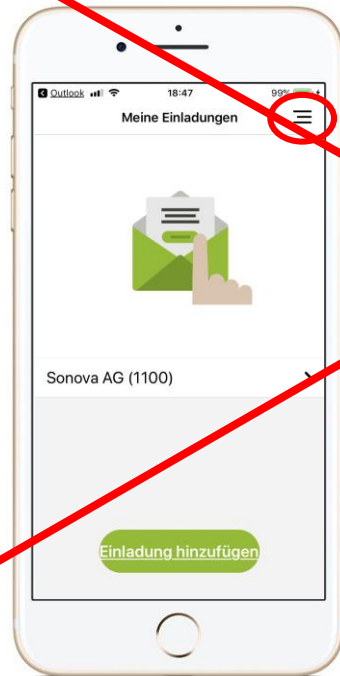 Outlook 18:47 99%
Meine Einladungen
Sonova AG (1100)
Einladung hinzufügen